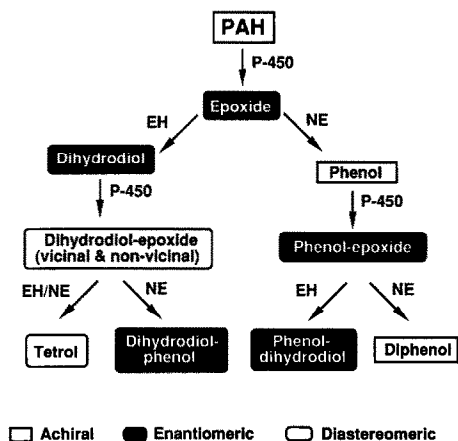 PAH
P-450
Epoxide
EH
NE
Dihydrodiol
Phenol
P-450
P-450
Dihydrodiol-epoxide
(vicinal & non-vicinal)
Phenol-epoxide
EH/NE
NE
EH
NE
Tetrol
Dihydrodiol-
phenol
Phenol-
dihydrodiol
Diphenol
Achiral
Enantiomeric
Diastereomeric